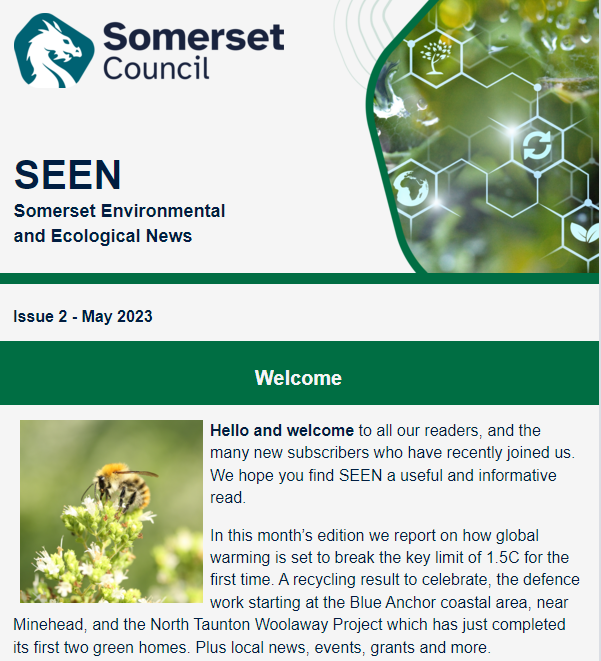 Somerset
Council
SEEN
Somerset Environmental
and Ecological News
Issue 2 - May 2023
Welcome
Hello and welcome to all our readers, and the
many new subscribers who have recently joined us.
We hope you find SEEN a useful and informative
read.
In this month’s edition we report on how global
warming is set to break the key limit of 1.5C for the
first time. A recycling result to celebrate, the defence
work starting at the Blue Anchor coastal area, near
Minehead, and the North Taunton Woolaway Project which has just completed
its first two green homes. Plus local news, events, grants and more.